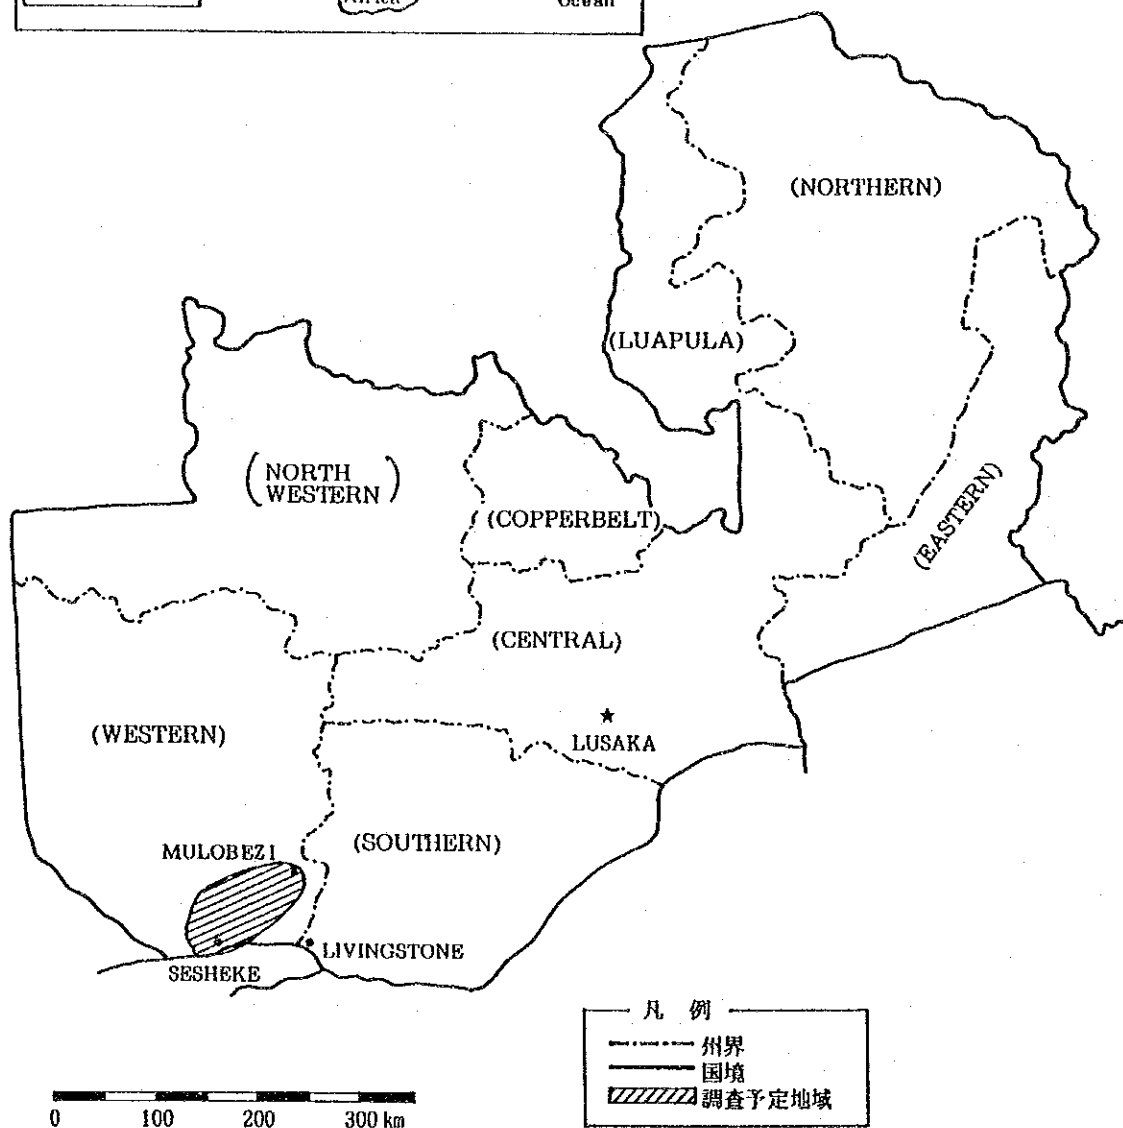 Ocean
(NORTHERN)
(LUAPULA)
(NORTH
WESTERN)
(COPPERBELT)
(EASTERN)
(CENTRAL)
(WESTERN)
★
LUSAKA
(SOUTHERN)
MULOBEZI
LIVINGSTONE
SESHEKE
凡例
州界
国境
調査予定地域
0 100 200 300 km